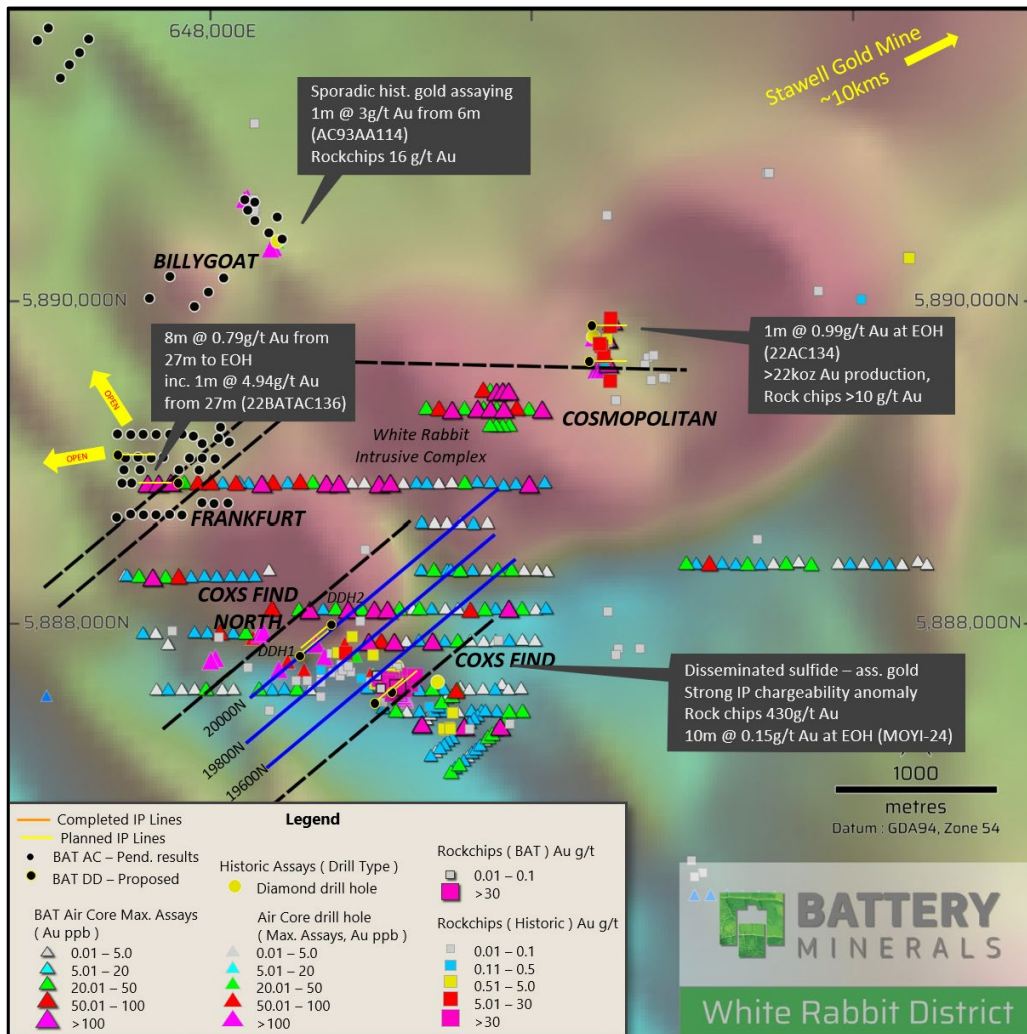 648,000E
Stawell Gold Mine
~10kms
Sporadic hist. gold assaying
1m @ 3g/t Au from 6m
(AC93AA114)
Rockchips 16 g/t Au
BILLYGOAT
5,890,000N
5,890,000N
8m @ 0.79g/t Au from
27m to EOH
inc. 1m @ 4.94g/t Au
from 27m (22BATAC136)
1m @ 0.99g/t Au at EOH
(22AC134)
>22koz Au production,
Rock chips >10 g/t Au
OPEN
OPEN
COSMOPOLITAN
White Rabbit
Intrusive Complex
FRANKFURT
COXS FIND
NORTH
DDH2
DDH1
5,888,000N
5,888,000N
COXS FIND
Disseminated sulfide – ass. gold
Strong IP chargeability anomaly
Rock chips 430g/t Au
10m @ 0.15g/t Au at EOH (MOYI-24)
20000N
19800N
19600N
1000
metres
Datum : GDA94, Zone 54
Legend
Completed IP Lines
Planned IP Lines
BAT AC – Pend. results
BAT DD – Proposed
BAT Air Core Max. Assays
( Au ppb)
0.01 – 5.0
5.01 – 20
20.01 – 50
50.01 – 100
>100
Historic Assays ( Drill Type )
Diamond drill hole
Air Core drill hole
( Max. Assays, Au ppb )
0.01 – 5.0
5.01 – 20
20.01 – 50
50.01 – 100
>100
Rockchips ( BAT ) Au g/t
0.01 – 0.1
>30
Rockchips ( Historic ) Au g/t
0.01 – 0.1
0.11 – 0.5
0.51 – 5.0
5.01 – 30
>30
BATTERY
MINERALS
White Rabbit District